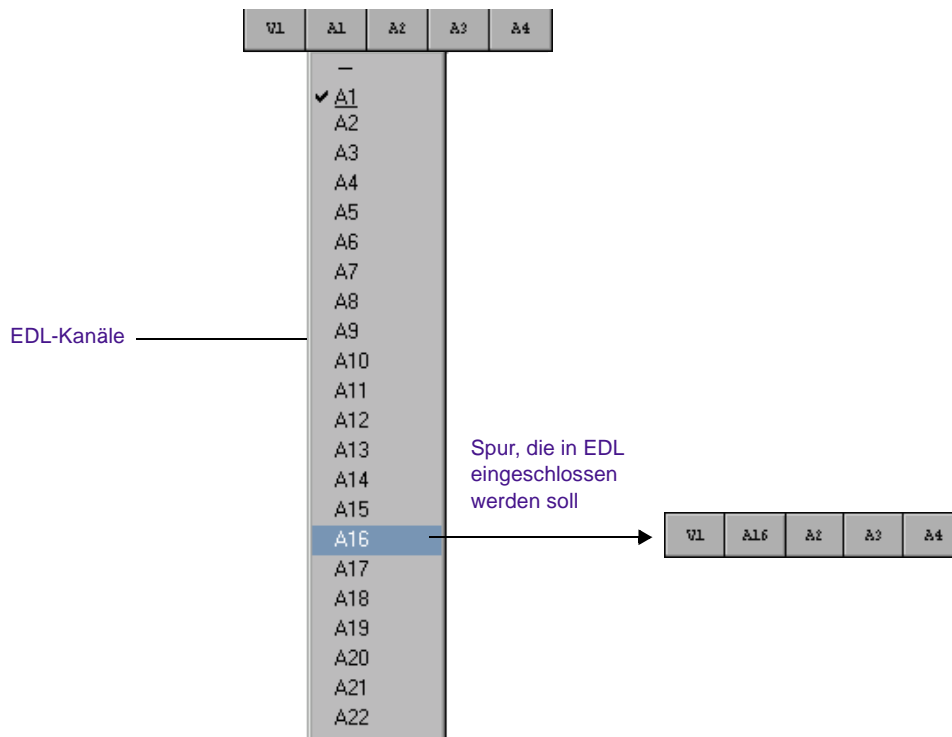 V1 A1 A2 A3 A4
–
✔ A1
A2
A3
A4
A5
A6
A7
A8
A9
A10
A11
A12
A13
A14
A15
A16
A17
A18
A19
A20
A21
A22
EDL-Kanäle
Spur, die in EDL
eingeschlossen
werden soll
V1 A16 A2 A3 A4